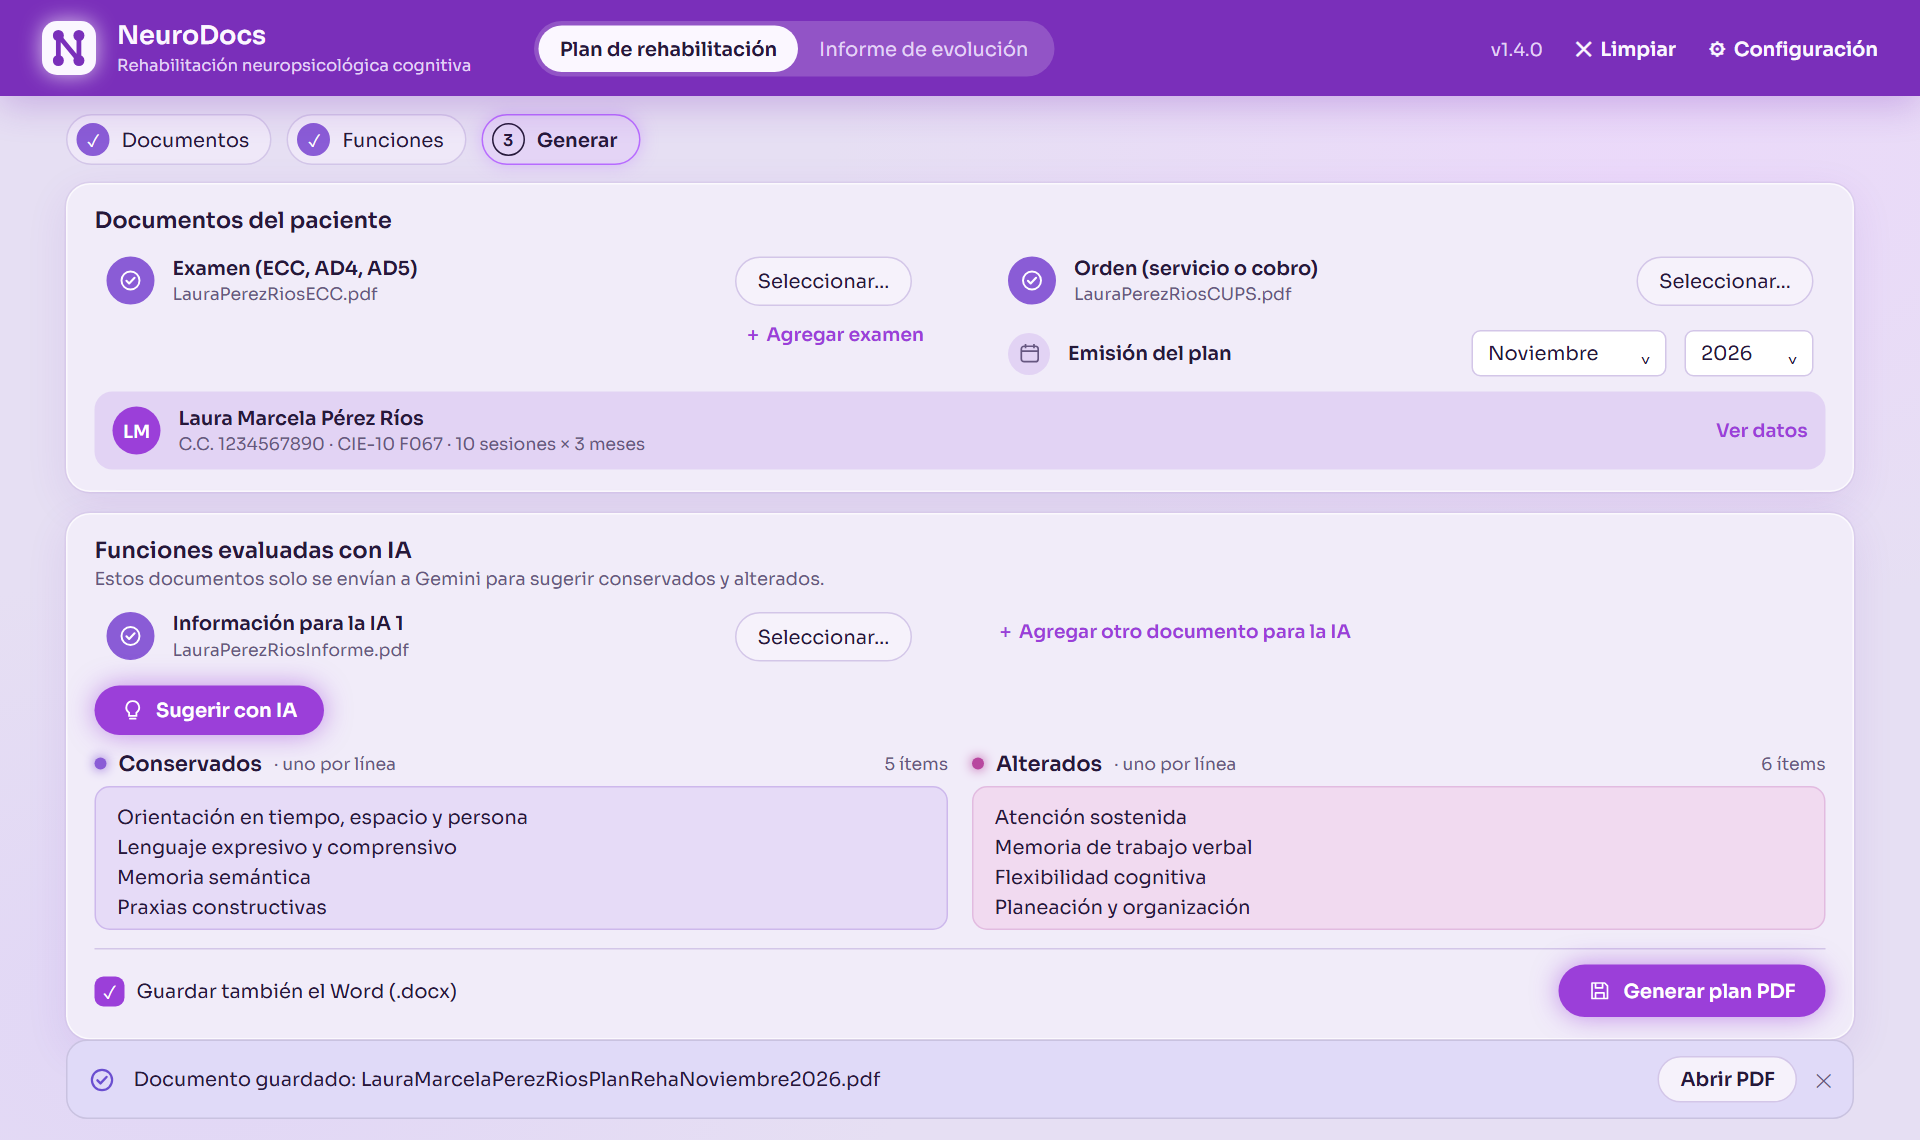 NeuroDocs
Rehabilitación neuropsicológica cognitiva
Plan de rehabilitación
Informe de evolución
v1.4.0
Limpiar
Configuración
Documentos
Funciones
3 Generar
Documentos del paciente
Examen (ECC, AD4, AD5)
LauraPerezRiosECC.pdf
Seleccionar...
+ Agregar examen
Orden (servicio o cobro)
LauraPerezRiosCUPS.pdf
Seleccionar...
Emisión del plan
Noviembre
2026
LM
Laura Marcela Pérez Ríos
C.C. 1234567890 · CIE-10 F067 · 10 sesiones × 3 meses
Ver datos
Funciones evaluadas con IA
Estos documentos solo se envían a Gemini para sugerir conservados y alterados.
Información para la IA 1
LauraPerezRiosInforme.pdf
Seleccionar...
+ Agregar otro documento para la IA
Sugerir con IA
Conservados · uno por línea
5 ítems
Orientación en tiempo, espacio y persona
Lenguaje expresivo y comprensivo
Memoria semántica
Praxias constructivas
Alterados · uno por línea
6 ítems
Atención sostenida
Memoria de trabajo verbal
Flexibilidad cognitiva
Planeación y organización
Guardar también el Word (.docx)
Generar plan PDF
Documento guardado: LauraMarcelaPerezRiosPlanRehaNoviembre2026.pdf
Abrir PDF